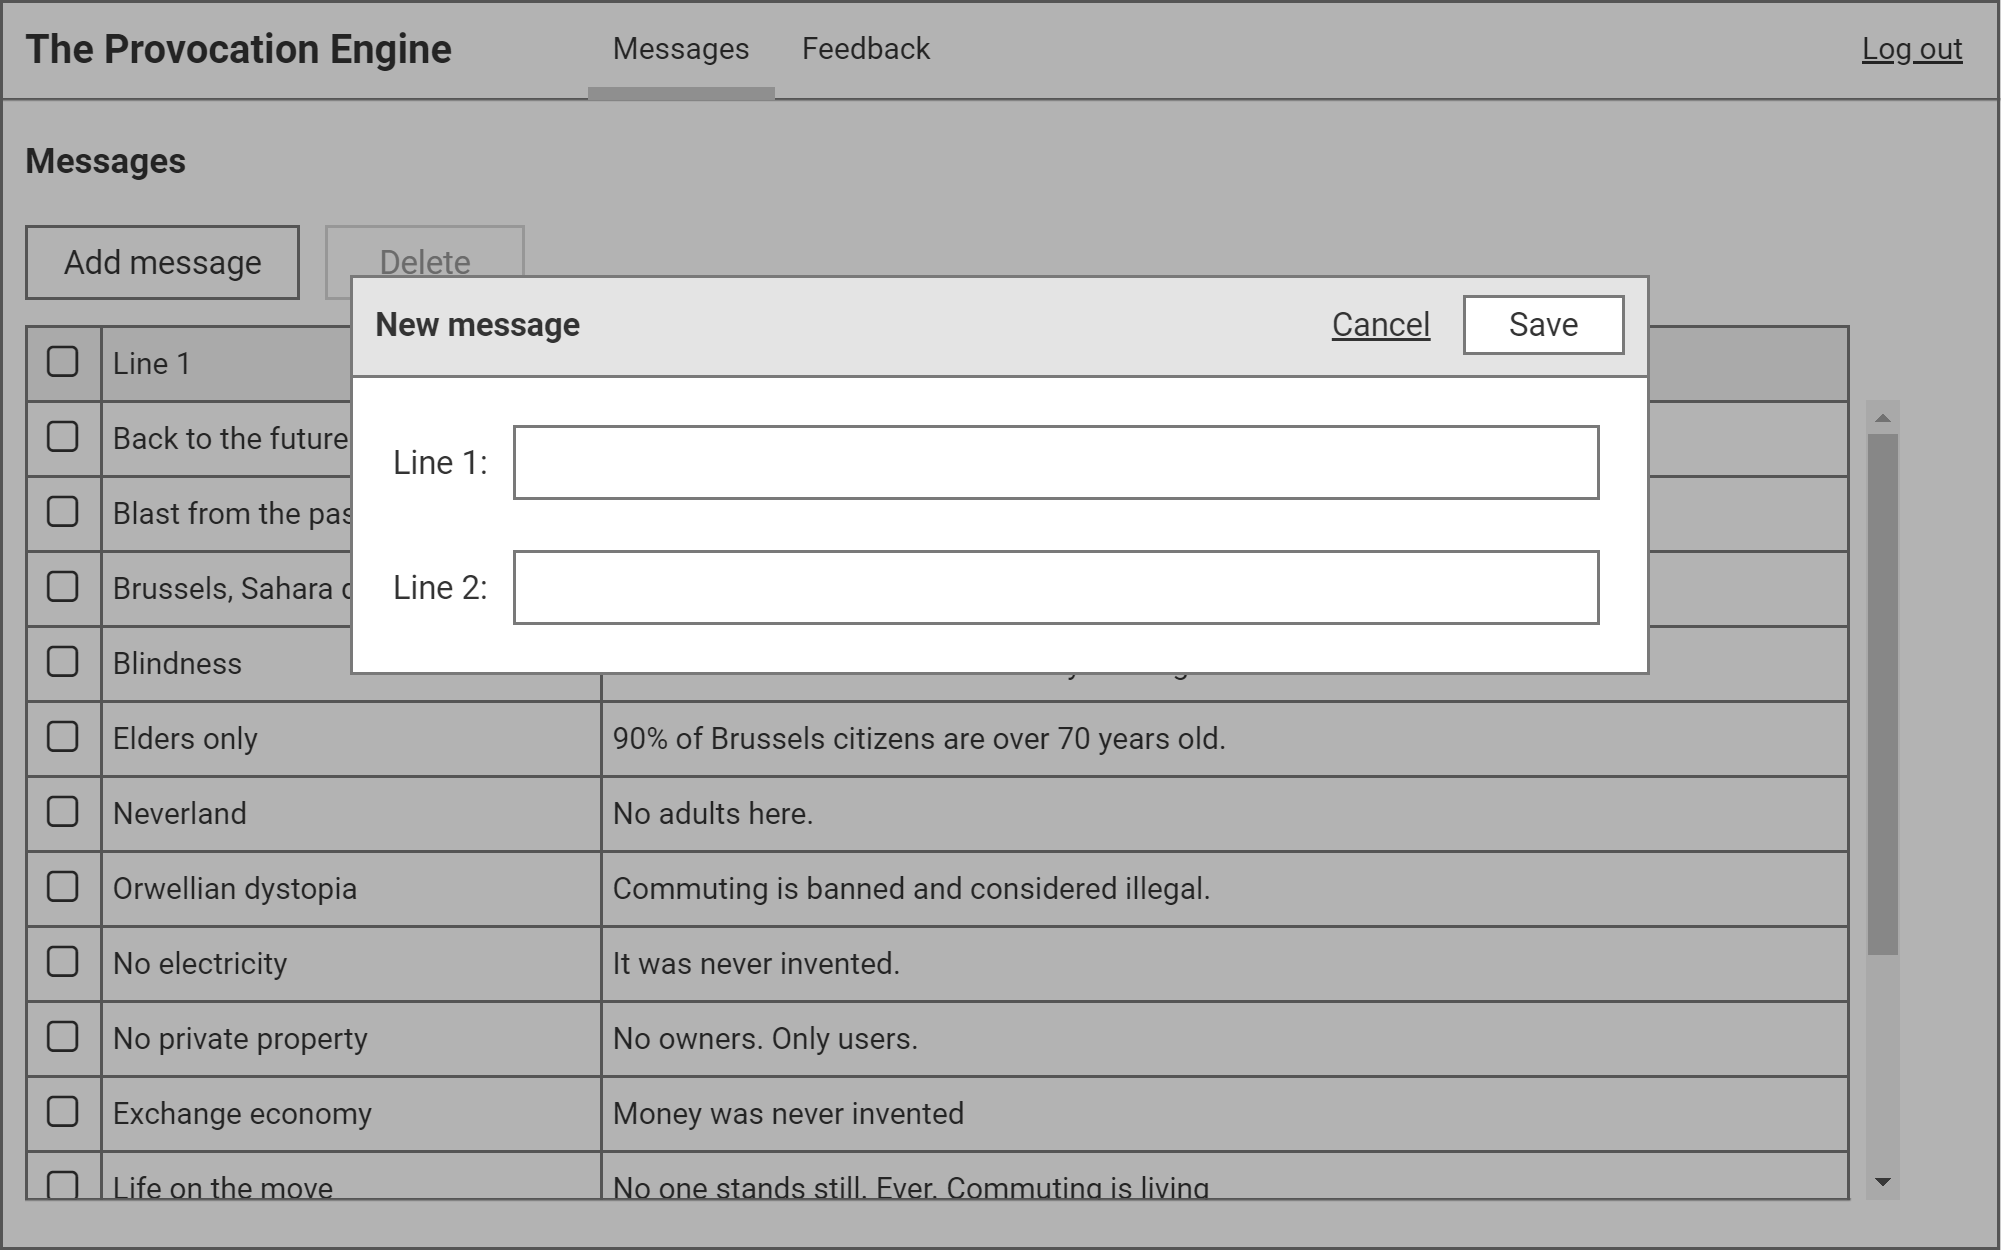 The Provocation Engine Messages Feedback Log out
Messages
Add message Delete
New message Cancel Save
Line 1
Back to the future
Line 1:
Blast from the
Brussels, Sahara
Line 2:
Blindness
Elders only 90% of Brussels citizens are over 70 years old.
Neverland No adults here.
Orwellian dystopia Commuting is banned and considered illegal.
No electricity It was never invented.
No private property No owners. Only users.
Exchange economy Money was never invented
Life on the move No one stands still. Ever. Commuting is living